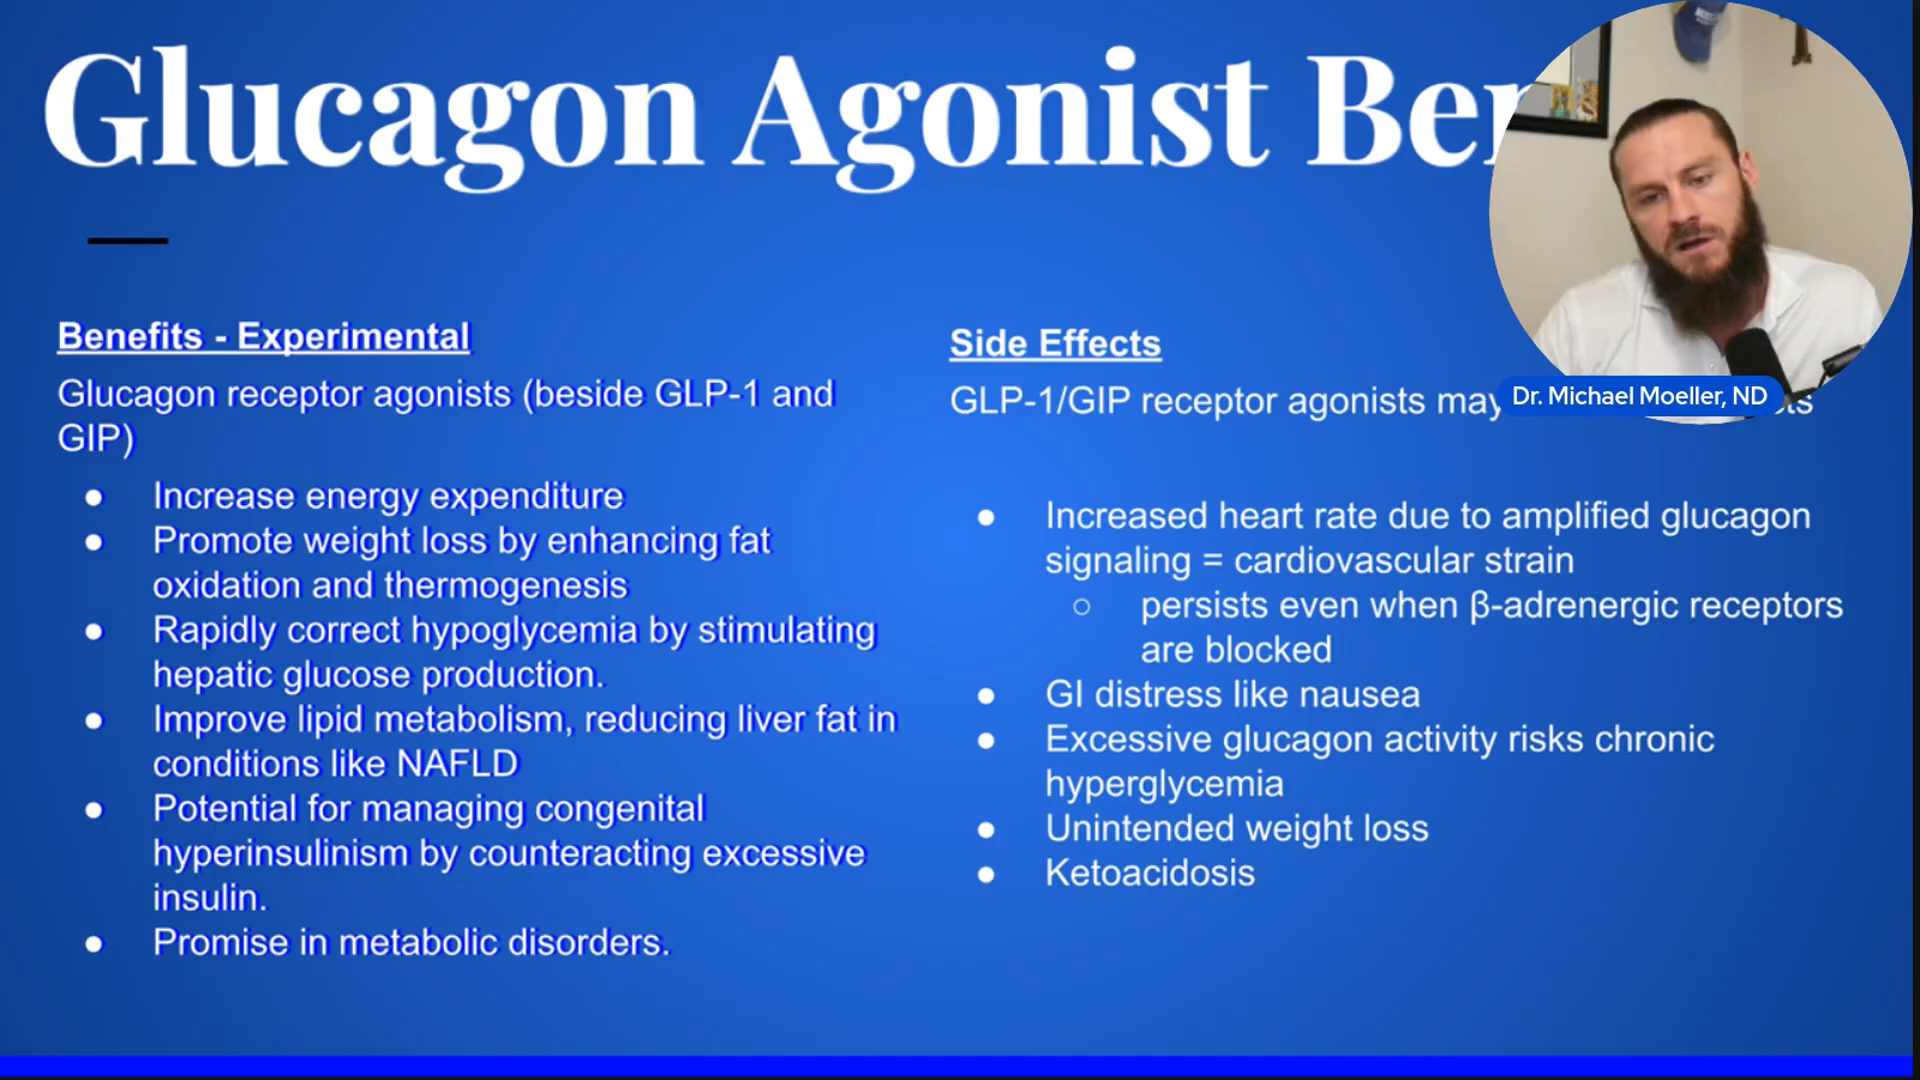 Glucagon Agonist
Benefits - Experimental
Glucagon receptor agonists (beside GLP-1 and
GIP)
● Increase energy expenditure
● Promote weight loss by enhancing fat
oxidation and thermogenesis
● Rapidly correct hypoglycemia by stimulating
hepatic glucose production.
● Improve lipid metabolism, reducing liver fat in
conditions like NAFLD
● Potential for managing congenital
hyperinsulinism by counteracting excessive
insulin.
● Promise in metabolic disorders.
Side Effects
GLP-1/GIP receptor agonists may
Dr. Michael Moeller, ND
● Increased heart rate due to amplified glucagon
signaling = cardiovascular strain
○ persists even when β-adrenergic receptors
are blocked
● GI distress like nausea
● Excessive glucagon activity risks chronic
hyperglycemia
● Unintended weight loss
● Ketoacidosis